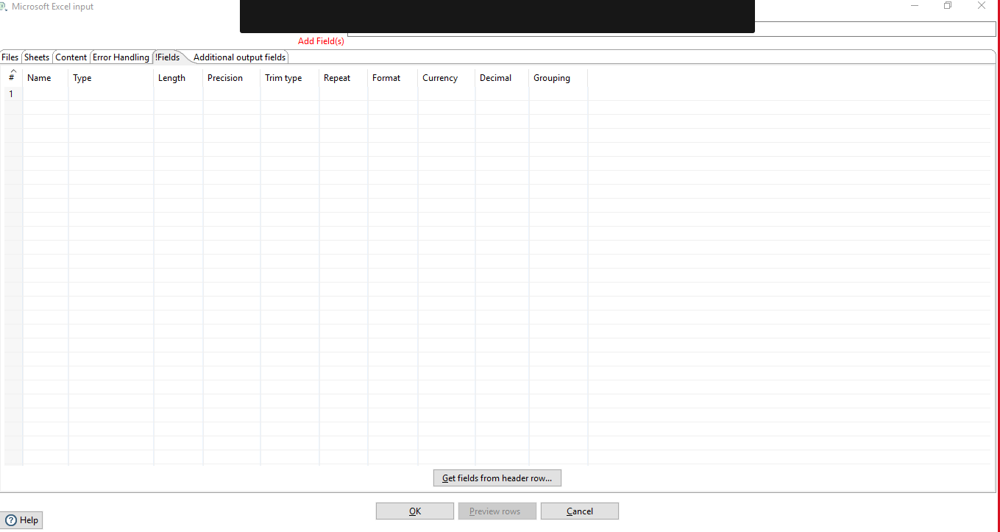 Microsoft Excel input
Add Field(s)
Files Sheets Content Error Handling !Fields Additional output fields
# Name Type Length Precision Trim type Repeat Format Currency Decimal Grouping
1
Get fields from header row...
OK Preview rows Cancel
Help